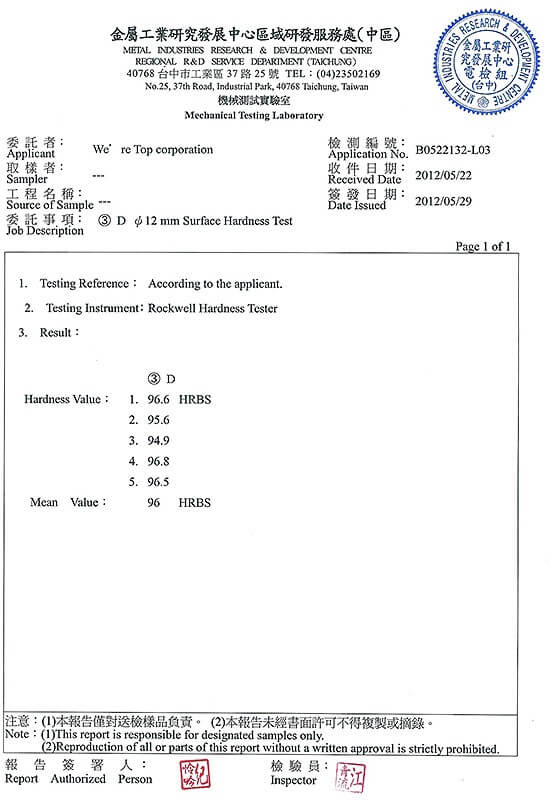 金屬工業研究發展中心區域研發服務處(中區)
METAL INDUSTRIES RESEARCH & DEVELOPMENT CENTRE
REGIONAL R&D SERVICE DEPARTMENT (TAICHUNG)
40768 台中市工業區 37 路 25 號 TEL：(04)23502169
No.25, 37th Road, Industrial Park, 40768 Taichung, Taiwan
機械測試實驗室
Mechanical Testing Laboratory
METAL INDUSTRIES RESEARCH & DEVELOPMENT CENTRE
金屬工業研
究發展中心
電檢組
(台中)
委託者：
Applicant We’re Top corporation
檢測編號：
Application No. B0522132-L03
取樣者：
Sampler ---
收件日期：
Received Date 2012/05/22
工程名稱：
Source of Sample ---
簽發日期：
Date Issued 2012/05/29
委託事項：
Job Description ③ D φ12 mm Surface Hardness Test
Page 1 of 1
1. Testing Reference： According to the applicant.
2. Testing Instrument：Rockwell Hardness Tester
3. Result：
③ D
Hardness Value： 1. 96.6 HRBS
2. 95.6
3. 94.9
4. 96.8
5. 96.5
Mean Value： 96 HRBS
注意：(1)本報告僅對送檢樣品負責。 (2)本報告未經書面許可不得複製或摘錄。
Note：(1)This report is responsible for designated samples only.
(2)Reproduction of all or parts of this report without a written approval is strictly prohibited.
報告簽署人：
Report Authorized Person
檢驗員：
Inspector